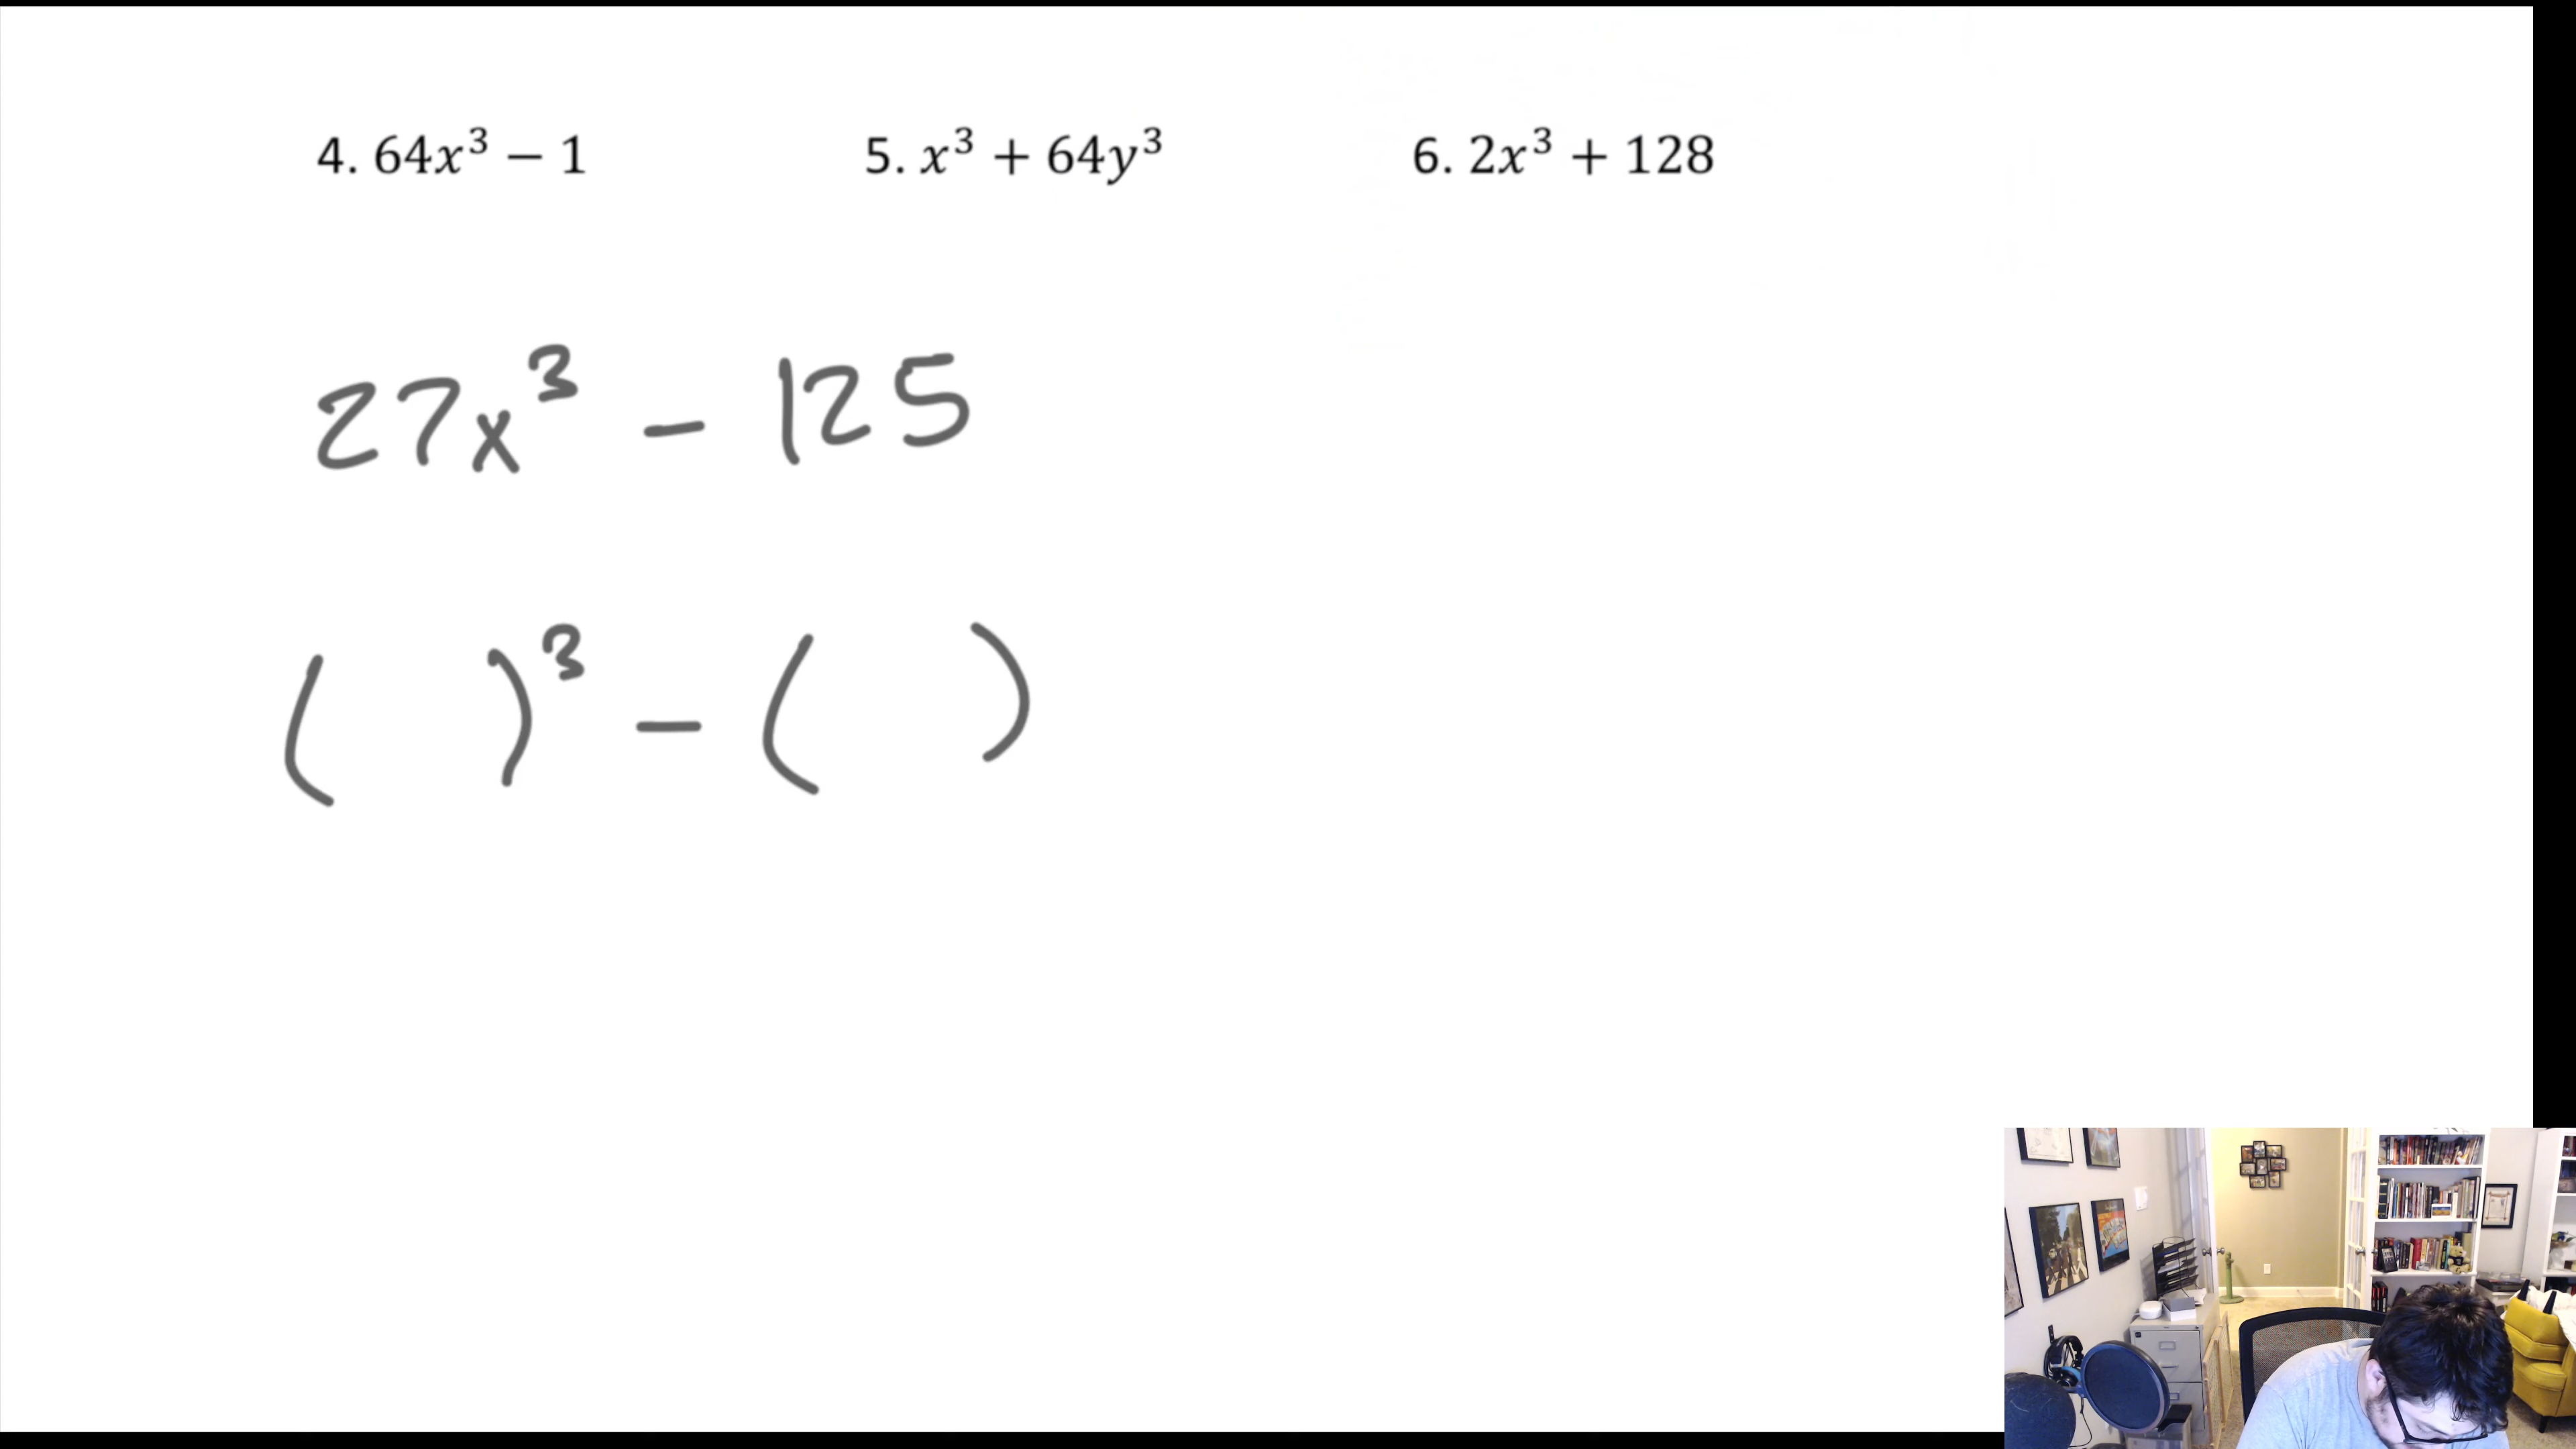 4. 64x³ − 1 5. x³ + 64y³ 6. 2x³ + 128
27x³ − 125
( )³ − ( )